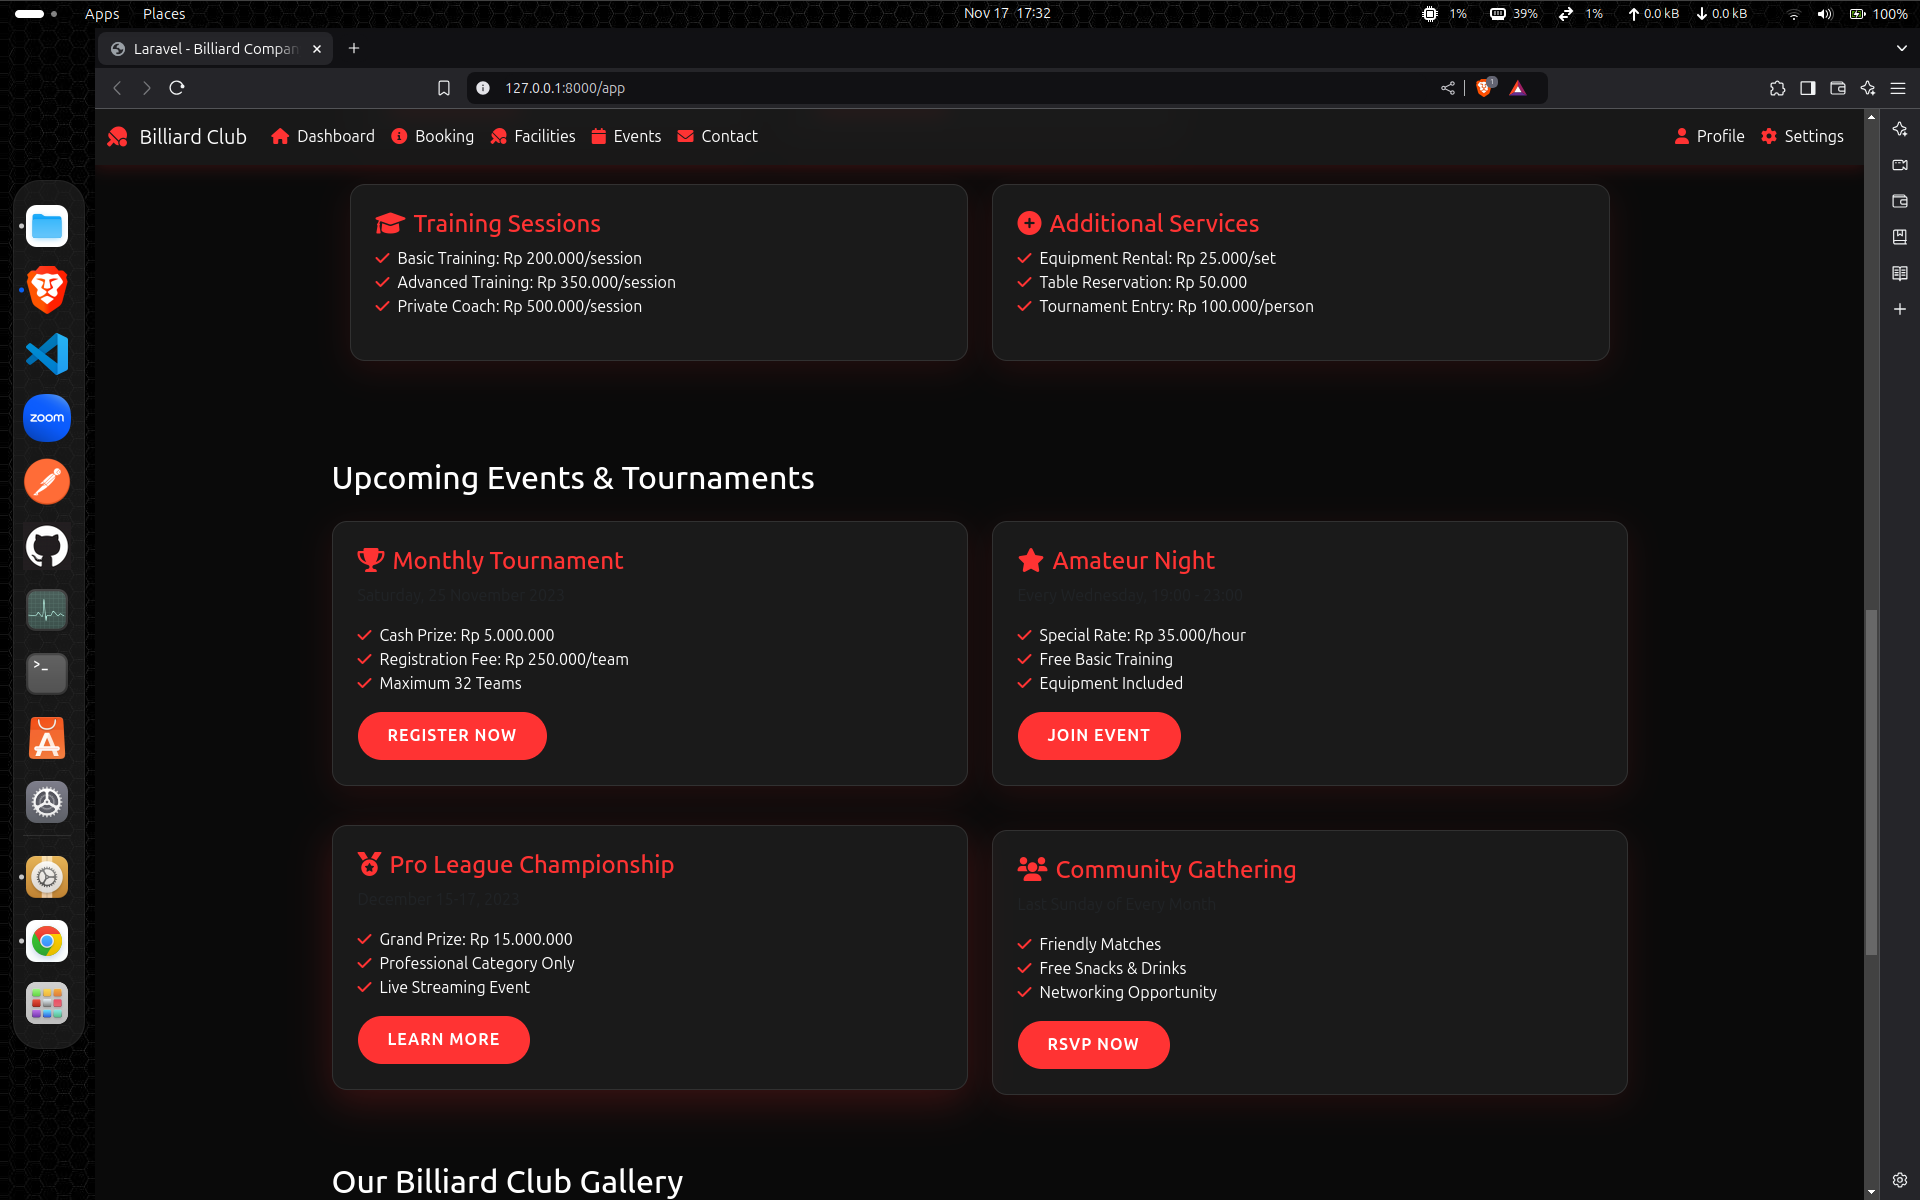 Apps Places Nov 17 17:32 1% 39% 1% 0.0 kB 0.0 kB 100%
Laravel - Billiard Compan
127.0.0.1:8000/app 1
Billiard Club Dashboard Booking Facilities Events Contact Profile Settings
Training Sessions
Basic Training: Rp 200.000/session
Advanced Training: Rp 350.000/session
Private Coach: Rp 500.000/session
Additional Services
Equipment Rental: Rp 25.000/set
Table Reservation: Rp 50.000
Tournament Entry: Rp 100.000/person
zoom
Upcoming Events & Tournaments
Monthly Tournament
Saturday, 25 November 2023
Cash Prize: Rp 5.000.000
Registration Fee: Rp 250.000/team
Maximum 32 Teams
REGISTER NOW
Amateur Night
Every Wednesday, 19:00 - 23:00
Special Rate: Rp 35.000/hour
Free Basic Training
Equipment Included
JOIN EVENT
Pro League Championship
December 15-17, 2023
Grand Prize: Rp 15.000.000
Professional Category Only
Live Streaming Event
LEARN MORE
Community Gathering
Last Sunday of Every Month
Friendly Matches
Free Snacks & Drinks
Networking Opportunity
RSVP NOW
Our Billiard Club Gallery